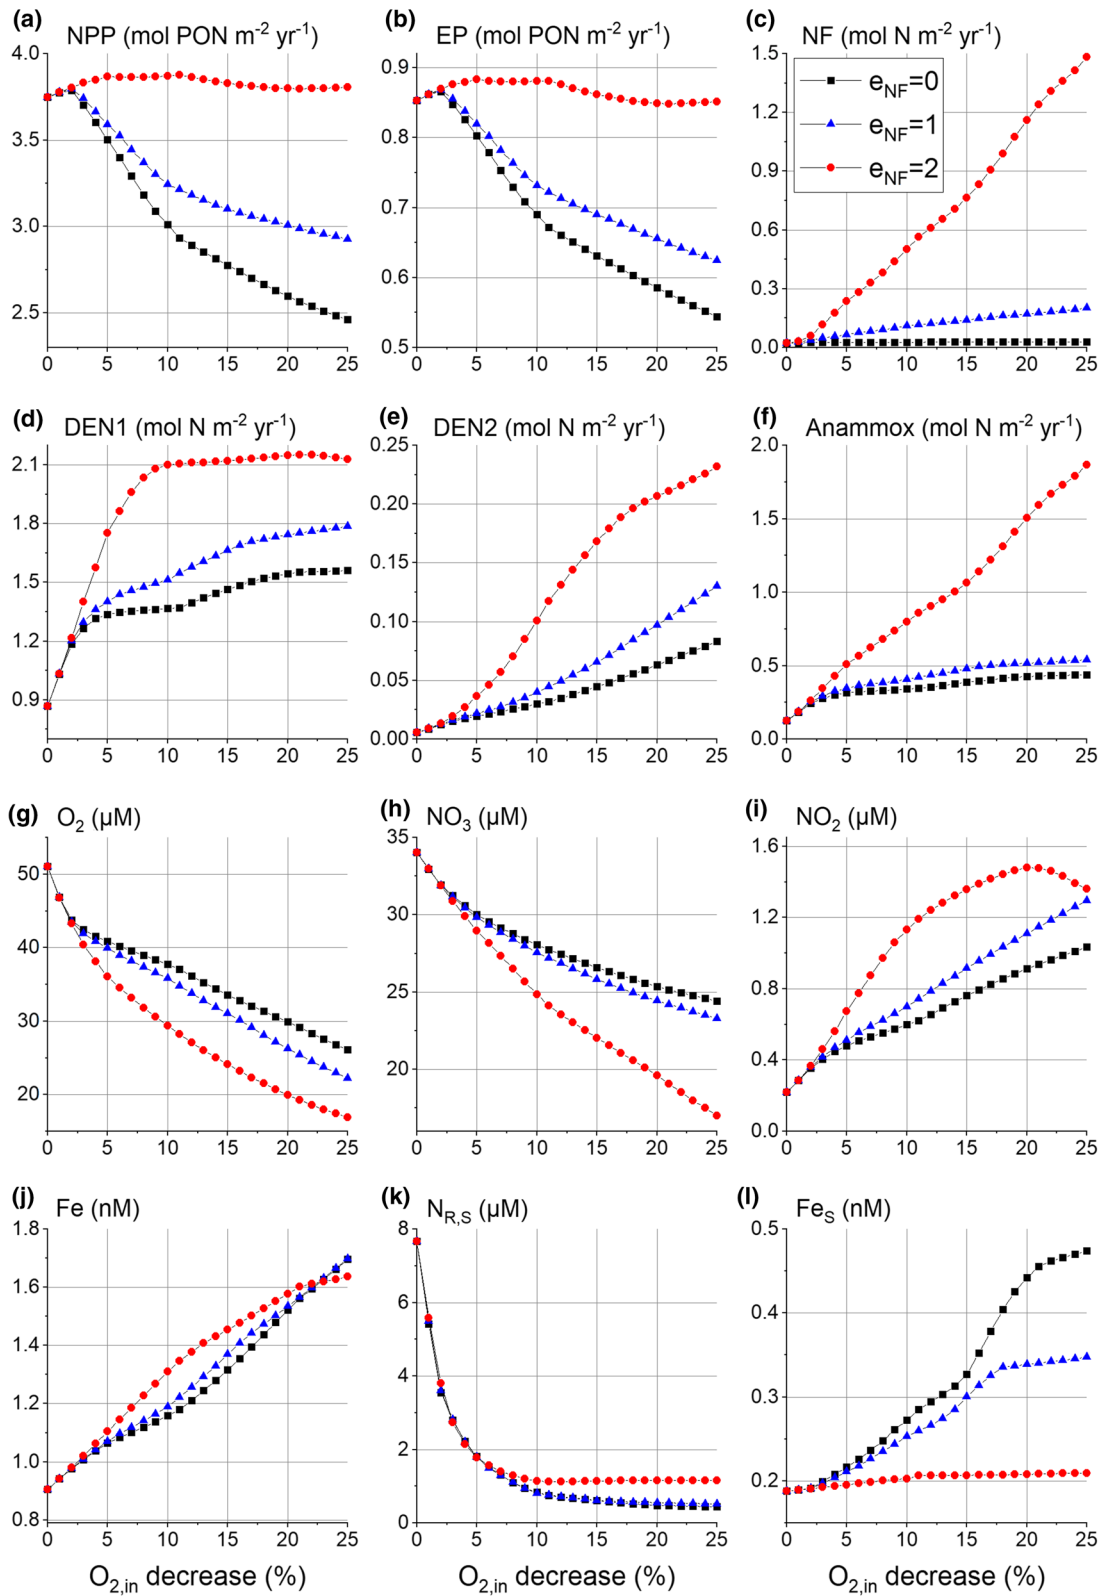 (a) NPP (mol PON m⁻² yr⁻¹)
4.0
3.5
3.0
2.5
0 5 10 15 20 25
(b) EP (mol PON m⁻² yr⁻¹)
0.9
0.8
0.7
0.6
0.5
0 5 10 15 20 25
(c) NF (mol N m⁻² yr⁻¹)
1.5
1.2
0.9
0.6
0.3
0.0
e_NF=0
e_NF=1
e_NF=2
0 5 10 15 20 25
(d) DEN1 (mol N m⁻² yr⁻¹)
2.1
1.8
1.5
1.2
0.9
0 5 10 15 20 25
(e) DEN2 (mol N m⁻² yr⁻¹)
0.25
0.20
0.15
0.10
0.05
0.00
0 5 10 15 20 25
(f) Anammox (mol N m⁻² yr⁻¹)
2.0
1.5
1.0
0.5
0.0
0 5 10 15 20 25
(g) O₂ (µM)
50
40
30
20
0 5 10 15 20 25
(h) NO₃ (µM)
35
30
25
20
0 5 10 15 20 25
(i) NO₂ (µM)
1.6
1.2
0.8
0.4
0.0
0 5 10 15 20 25
(j) Fe (nM)
1.8
1.6
1.4
1.2
1.0
0.8
0 5 10 15 20 25
O₂,in decrease (%)
(k) N_R,S (µM)
8
6
4
2
0
0 5 10 15 20 25
O₂,in decrease (%)
(l) Fe_S (nM)
0.5
0.4
0.3
0.2
0 5 10 15 20 25
O₂,in decrease (%)